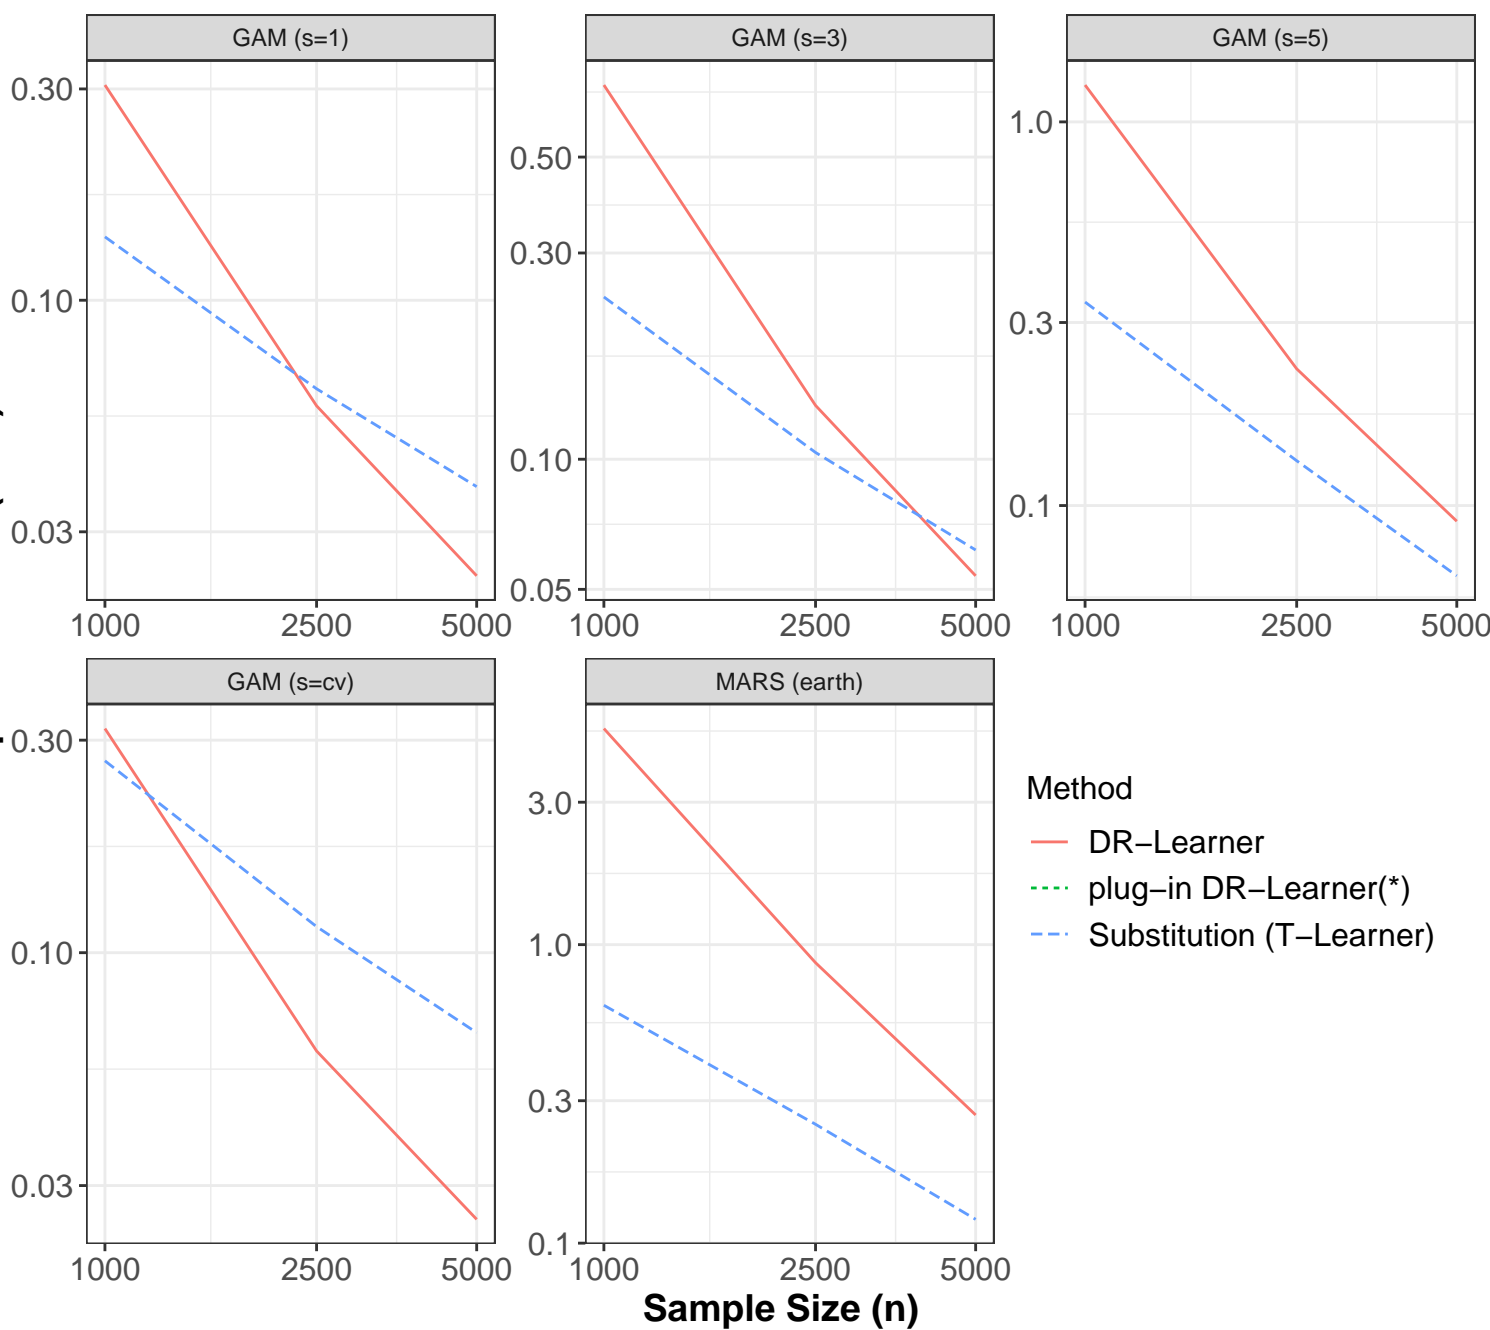 GAM (s=1)
GAM (s=3)
GAM (s=5)
0.30
0.10
0.03
0.50
0.30
0.10
0.05
1.0
0.3
0.1
1000 2500 5000
1000 2500 5000
1000 2500 5000
GAM (s=cv)
MARS (earth)
0.30
0.10
0.03
3.0
1.0
0.3
0.1
1000 2500 5000
1000 2500 5000
Method
DR−Learner
plug−in DR−Learner(*)
Substitution (T−Learner)
Sample Size (n)